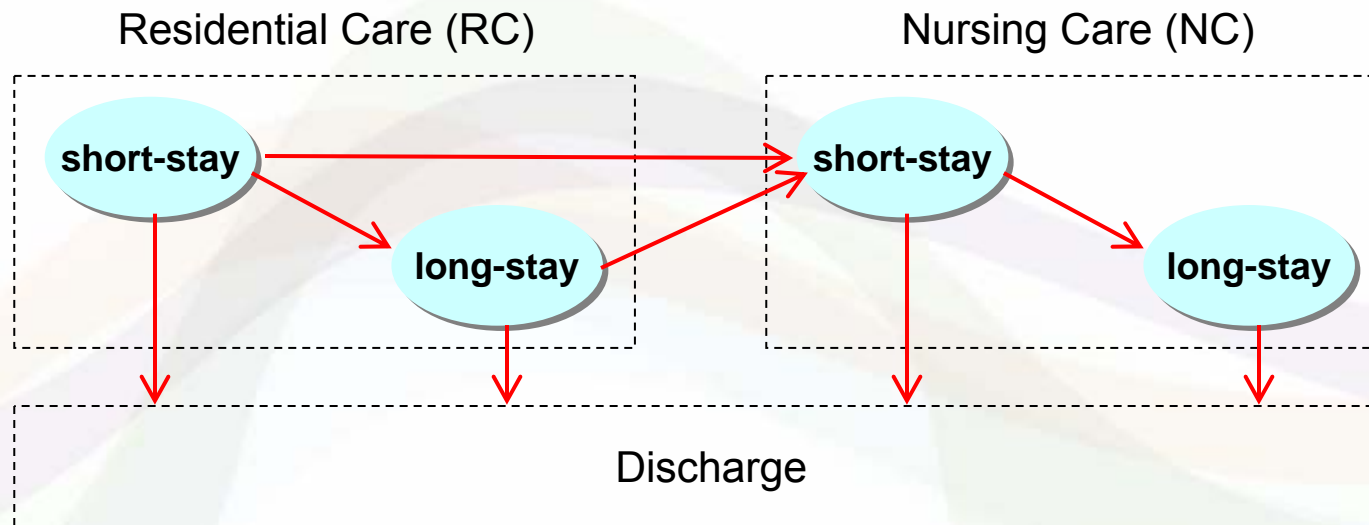 Residential Care (RC)
Nursing Care (NC)
short-stay
short-stay
long-stay
long-stay
Discharge